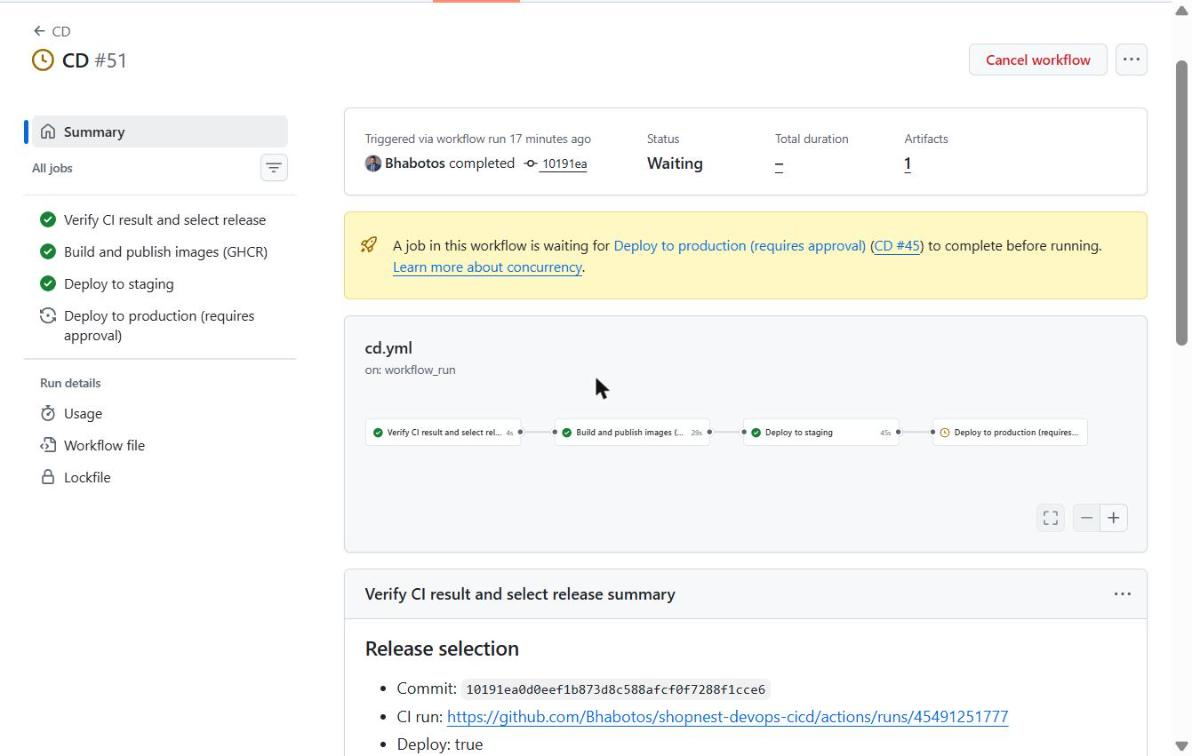 ← CD
CD #51
Cancel workflow
Summary
All jobs
Verify CI result and select release
Build and publish images (GHCR)
Deploy to staging
Deploy to production (requires
approval)
Run details
Usage
Workflow file
Lockfile
Triggered via workflow run 17 minutes ago
Bhabotos completed 10191ea
Status
Waiting
Total duration
–
Artifacts
1
A job in this workflow is waiting for Deploy to production (requires approval) (CD #45) to complete before running.
Learn more about concurrency.
cd.yml
on: workflow_run
Verify CI result and select rel... 4s
Build and publish images (... 29s
Deploy to staging 45s
Deploy to production (requires...
Verify CI result and select release summary
Release selection
• Commit: 10191ea0d0eef1b873d8c588afcf0f7288f1cce6
• CI run: https://github.com/Bhabotos/shopnest-devops-cicd/actions/runs/45491251777
• Deploy: true